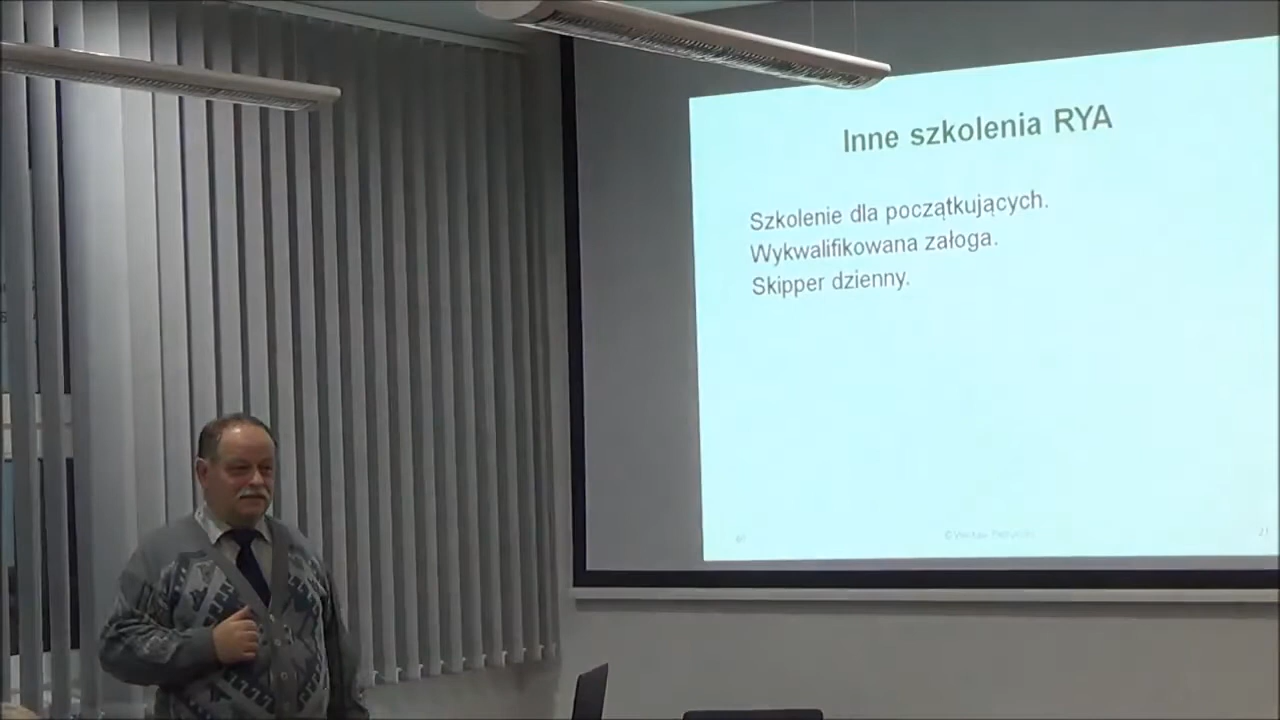 Inne szkolenia RYA
Szkolenie dla początkujących.
Wykwalifikowana załoga.
Skipper dzienny.